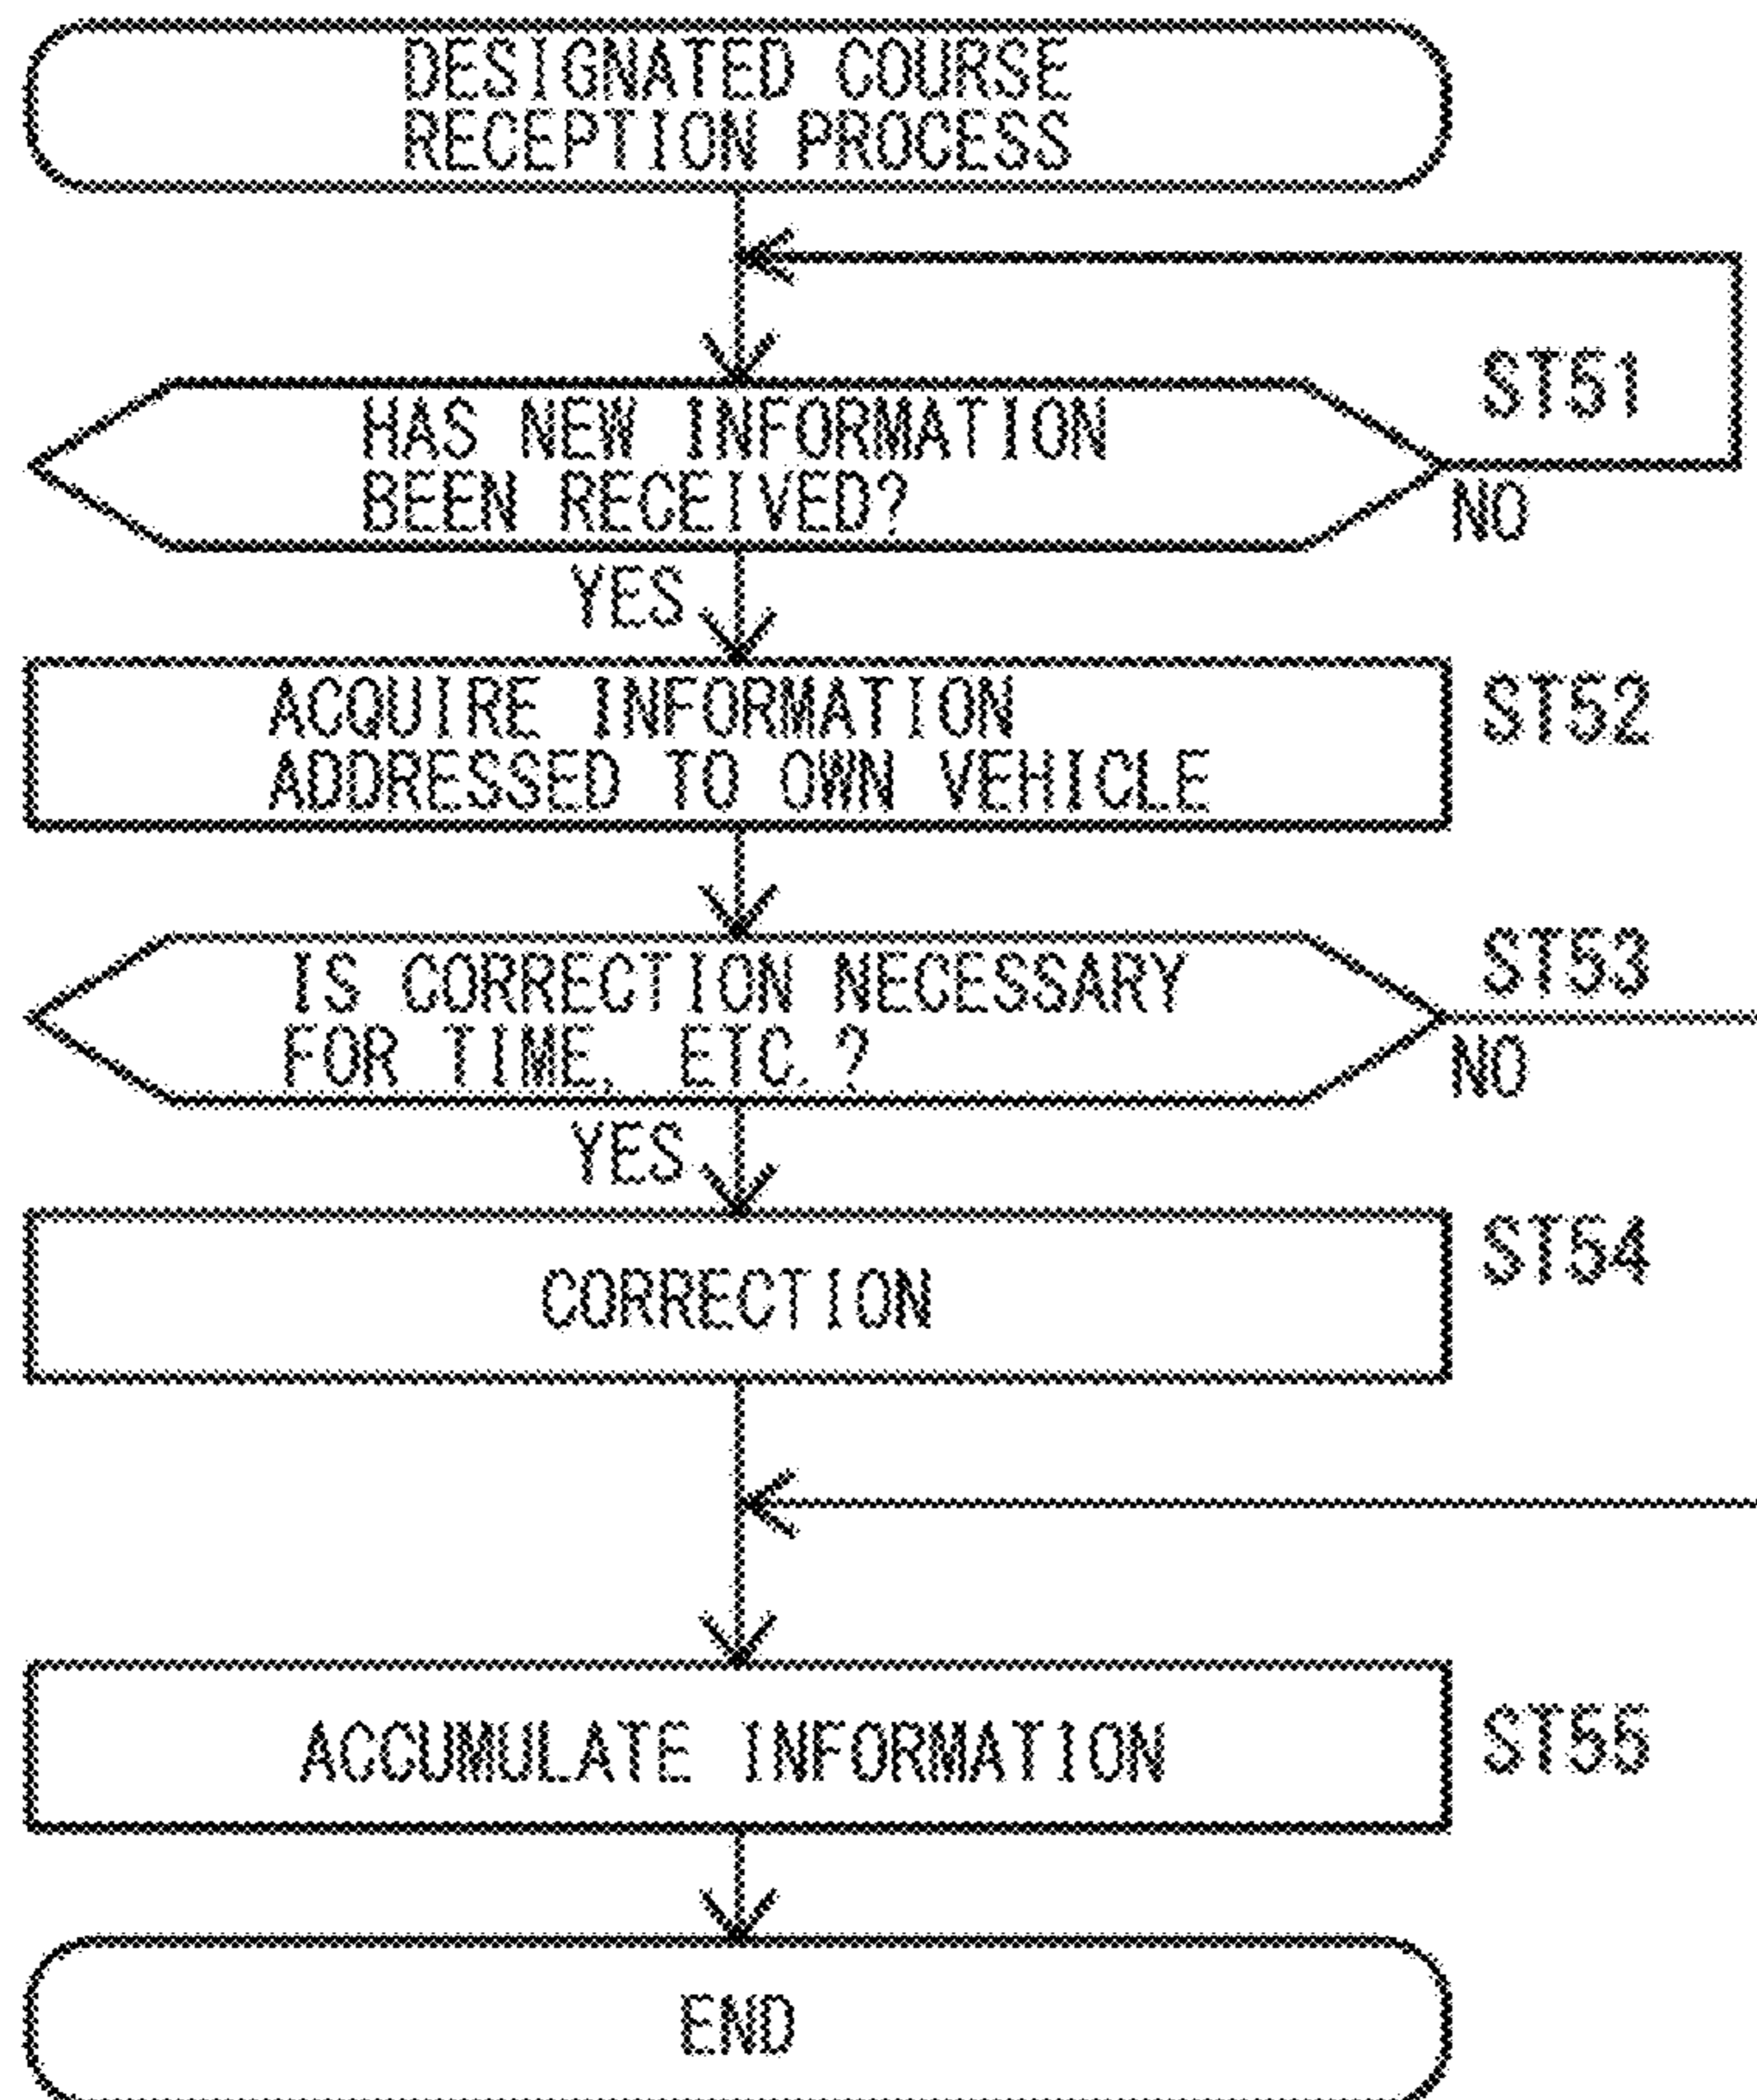 DESIGNATED COURSE
RECEPTION PROCESS
HAS NEW INFORMATION
BEEN RECEIVED?
ST51
NO
YES
ACQUIRE INFORMATION
ADDRESSED TO OWN VEHICLE
ST52
IS CORRECTION NECESSARY
FOR TIME, ETC.?
ST53
NO
YES
CORRECTION
ST54
ACCUMULATE INFORMATION
ST55
END